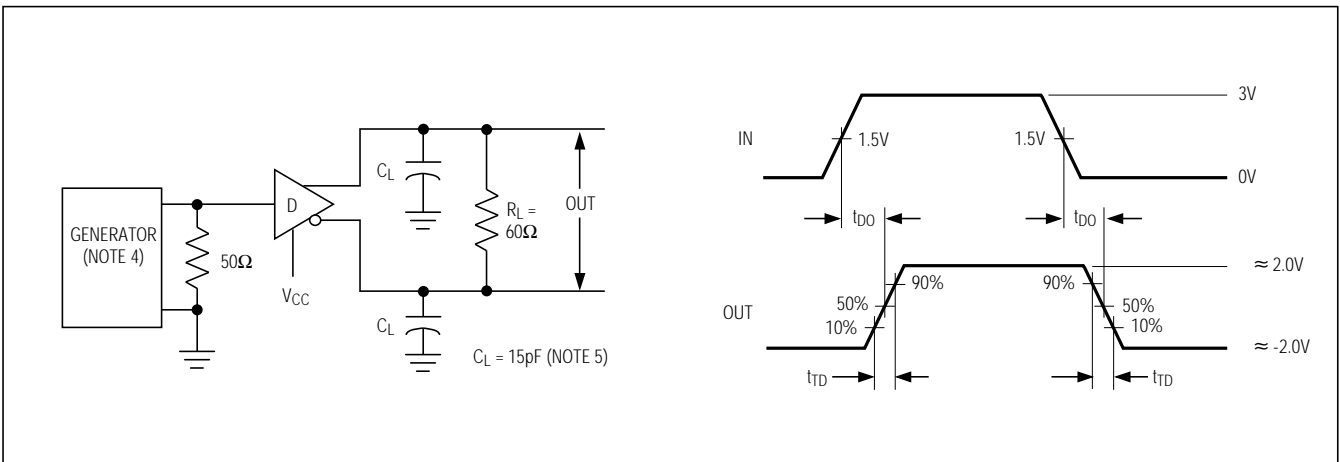 GENERATOR
(NOTE 4)
50Ω
D
VCC
CL
CL
RL =
60Ω
OUT
CL = 15pF (NOTE 5)
IN
3V
1.5V
1.5V
0V
tDO
tDO
OUT
≈ 2.0V
90%
90%
50%
50%
10%
10%
≈ -2.0V
tTD
tTD